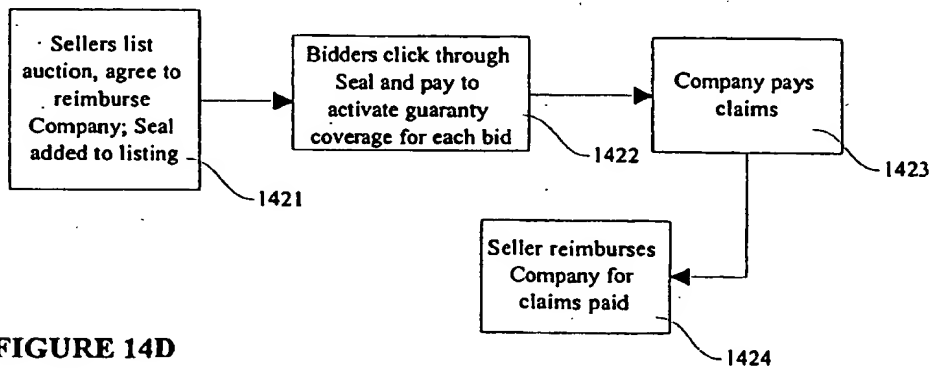 Sellers list
auction, agree to
reimburse
Company; Seal
added to listing
1421
Bidders click through
Seal and pay to
activate guaranty
coverage for each bid
1422
Company pays
claims
1423
Seller reimburses
Company for
claims paid
1424
FIGURE 14D